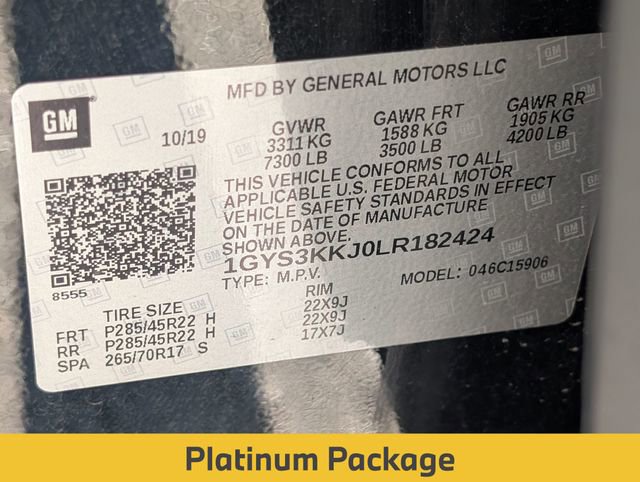 MFD BY GENERAL MOTORS LLC
GM
10/19
GVWR GAWR FRT GAWR RR
3311 KG 1588 KG 1905 KG
7300 LB 3500 LB 4200 LB
THIS VEHICLE CONFORMS TO ALL
APPLICABLE U.S. FEDERAL MOTOR
VEHICLE SAFETY STANDARDS IN EFFECT
ON THE DATE OF MANUFACTURE
SHOWN ABOVE.
1GYS3KKJ0LR182424
TYPE: M.P.V. MODEL: 046C15906
8555
TIRE SIZE RIM
FRT P285/45R22 H 22X9J
RR P285/45R22 H 22X9J
SPA 265/70R17 S 17X7J
Platinum Package